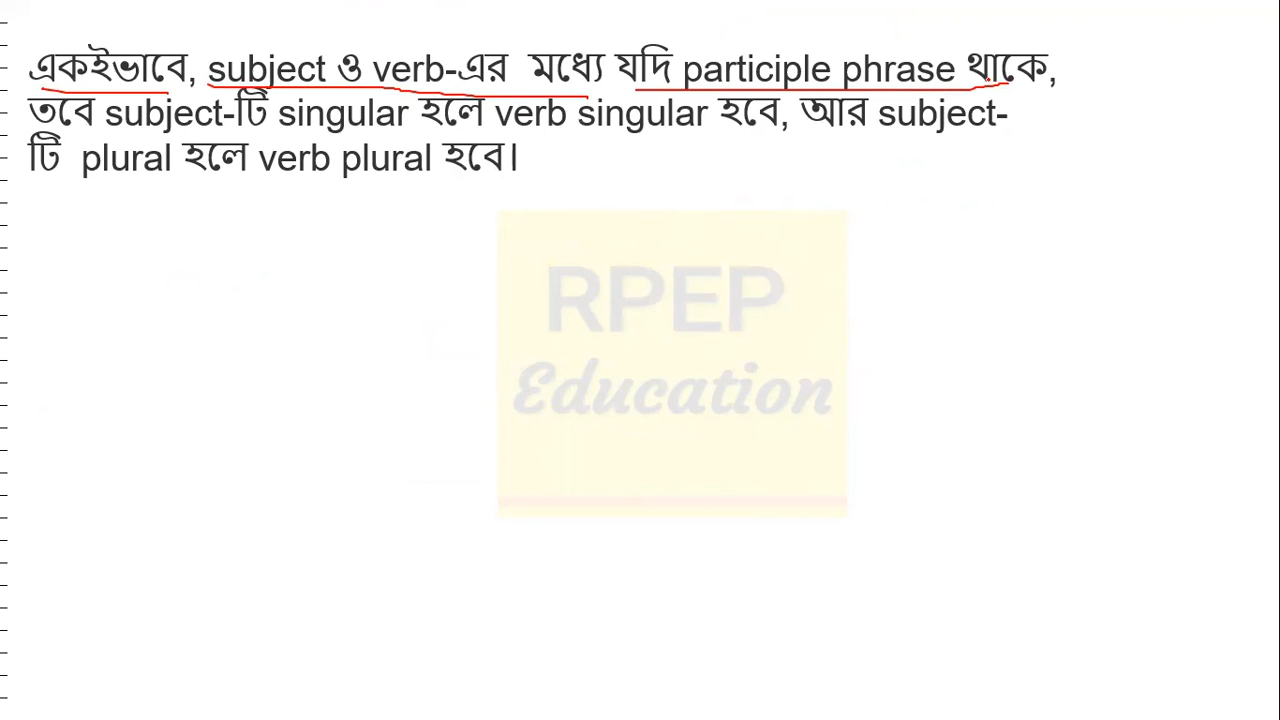 একইভাবে, subject ও verb-এর মধ্যে যদি participle phrase থাকে,
তবে subject-টি singular হলে verb singular হবে, আর subject-
টি plural হলে verb plural হবে।
RPEP
Education